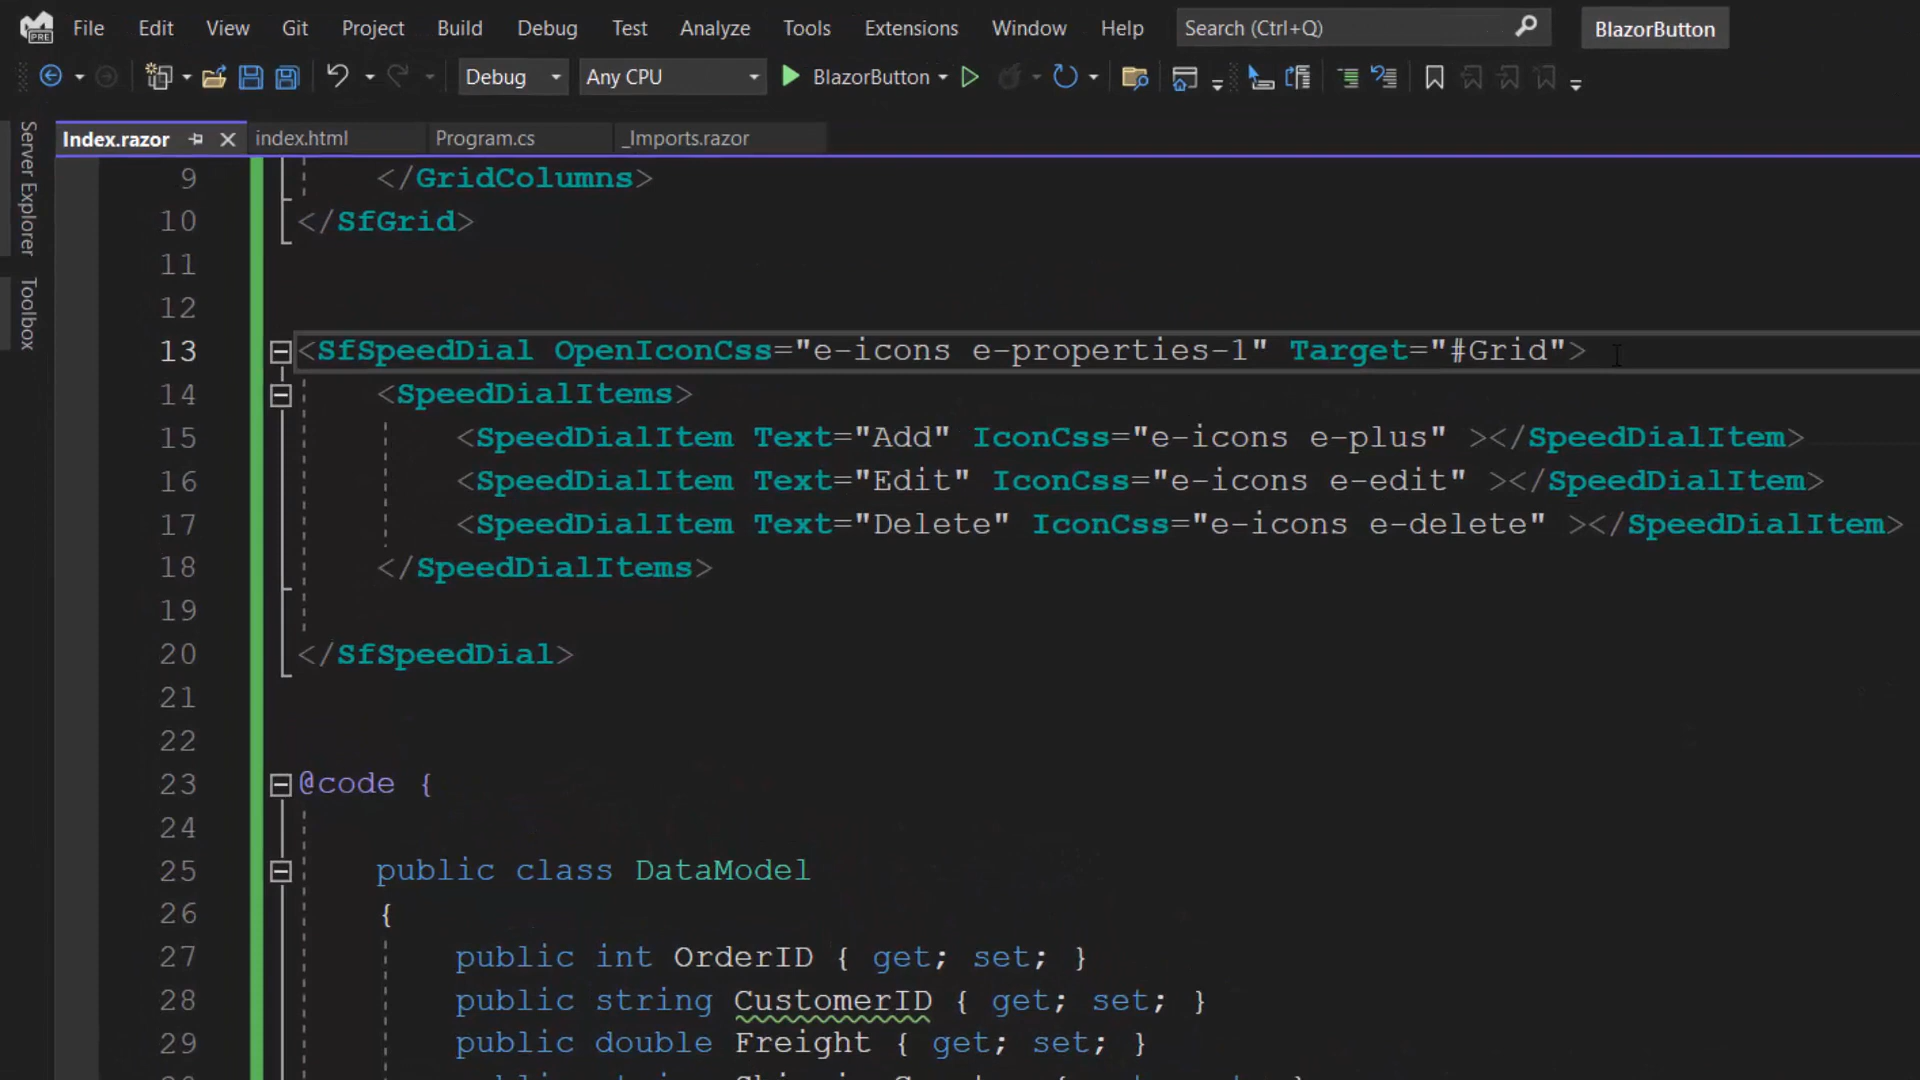 File Edit View Git Project Build Debug Test Analyze Tools Extensions Window Help Search (Ctrl+Q) BlazorButton
PRE
Debug Any CPU BlazorButton
Server Explorer
Toolbox
Index.razor index.html Program.cs _Imports.razor
9 </GridColumns>
10 </SfGrid>
11
12
13 <SfSpeedDial OpenIconCss="e-icons e-properties-1" Target="#Grid">
14 <SpeedDialItems>
15 <SpeedDialItem Text="Add" IconCss="e-icons e-plus" ></SpeedDialItem>
16 <SpeedDialItem Text="Edit" IconCss="e-icons e-edit" ></SpeedDialItem>
17 <SpeedDialItem Text="Delete" IconCss="e-icons e-delete" ></SpeedDialItem>
18 </SpeedDialItems>
19
20 </SfSpeedDial>
21
22
23 @code {
24
25 public class DataModel
26 {
27 public int OrderID { get; set; }
28 public string CustomerID { get; set; }
29 public double Freight { get; set; }